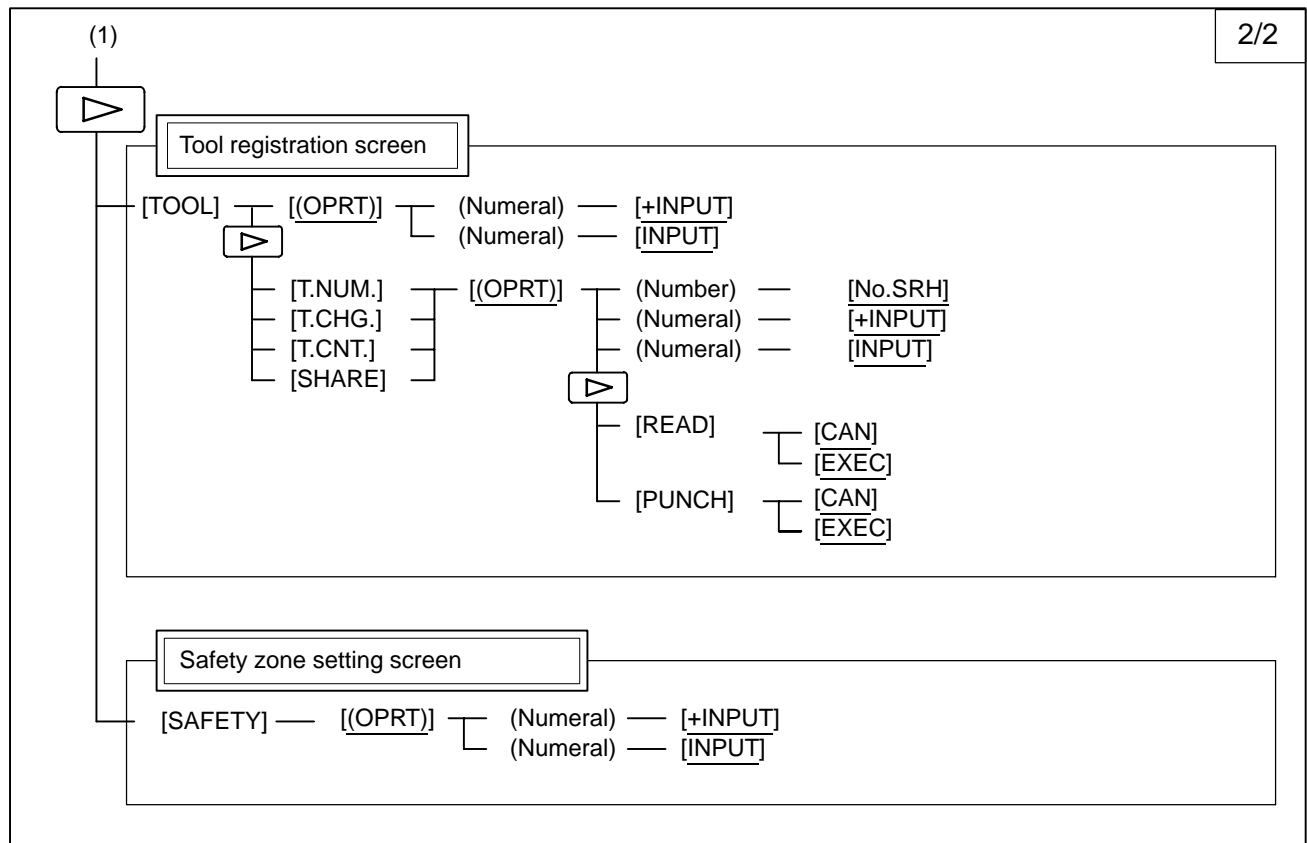 (1) 2/2
Tool registration screen
[TOOL] [(OPRT)] (Numeral) [+INPUT]
(Numeral) [INPUT]
[T.NUM.] [(OPRT)] (Number) [No.SRH]
[T.CHG.] (Numeral) [+INPUT]
[T.CNT.] (Numeral) [INPUT]
[SHARE]
[READ] [CAN]
[EXEC]
[PUNCH] [CAN]
[EXEC]
Safety zone setting screen
[SAFETY] [(OPRT)] (Numeral) [+INPUT]
(Numeral) [INPUT]